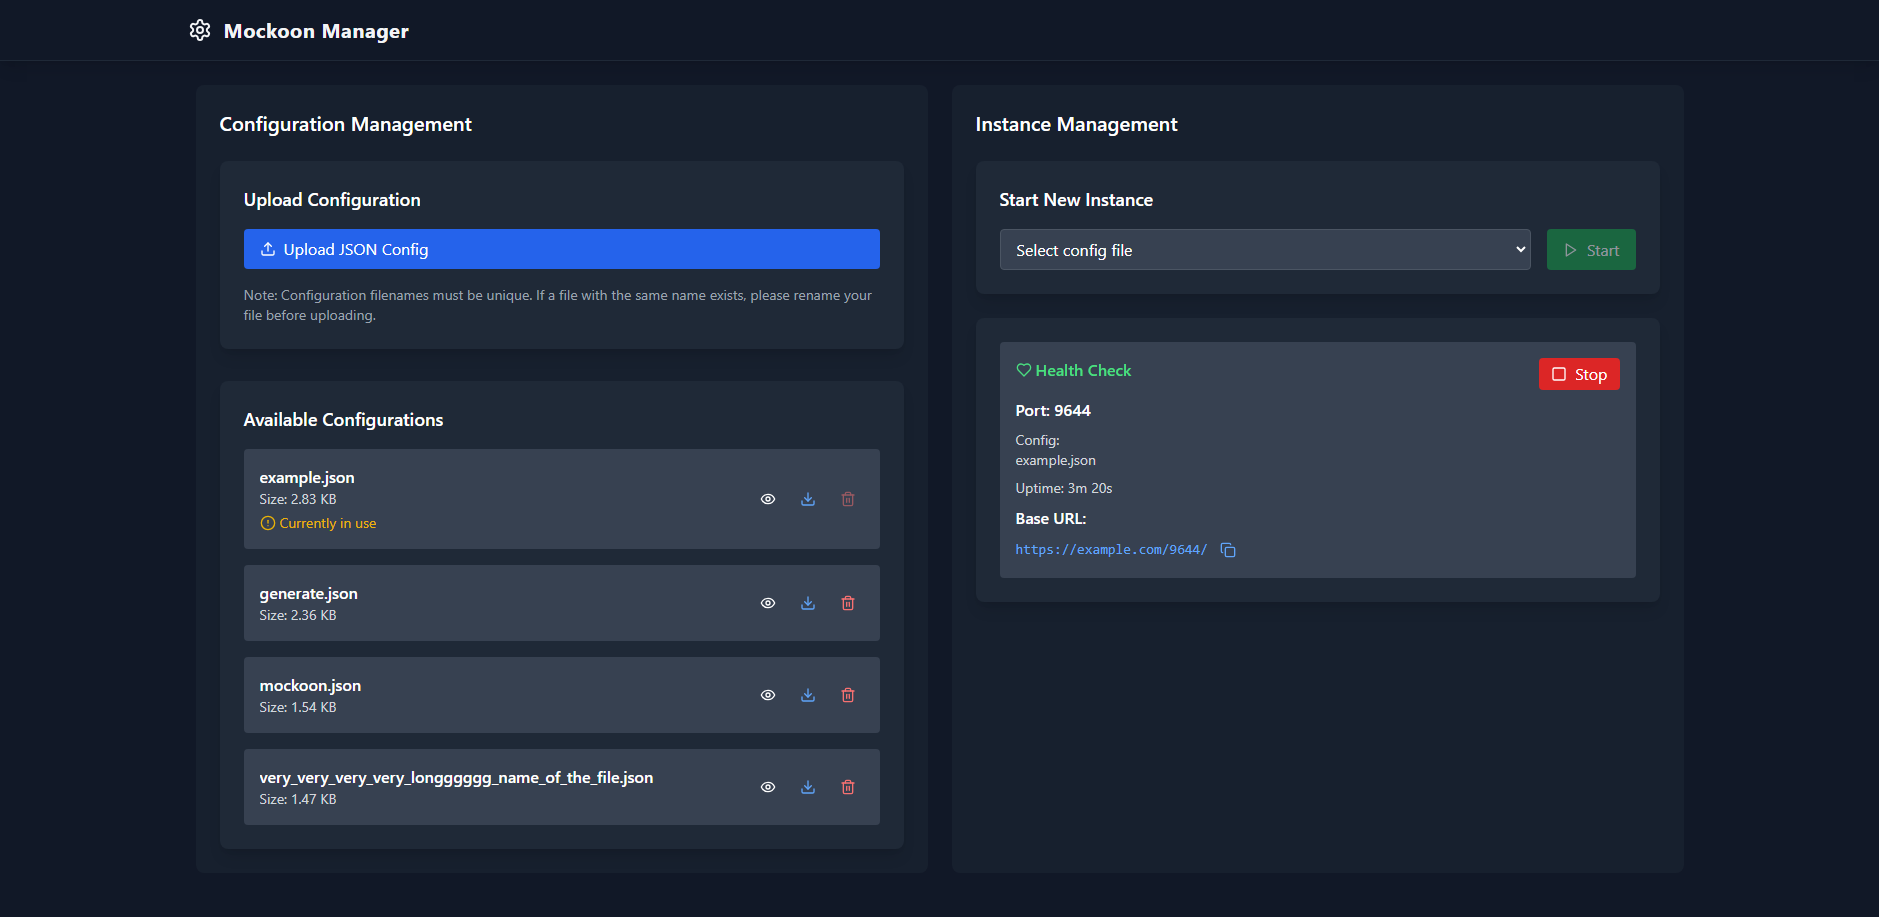 Mockoon Manager
Configuration Management
Upload Configuration
Upload JSON Config
Note: Configuration filenames must be unique. If a file with the same name exists, please rename your
file before uploading.
Available Configurations
example.json
Size: 2.83 KB
Currently in use
generate.json
Size: 2.36 KB
mockoon.json
Size: 1.54 KB
very_very_very_very_longggggg_name_of_the_file.json
Size: 1.47 KB
Instance Management
Start New Instance
Select config file
Start
Health Check
Stop
Port: 9644
Config:
example.json
Uptime: 3m 20s
Base URL:
https://example.com/9644/